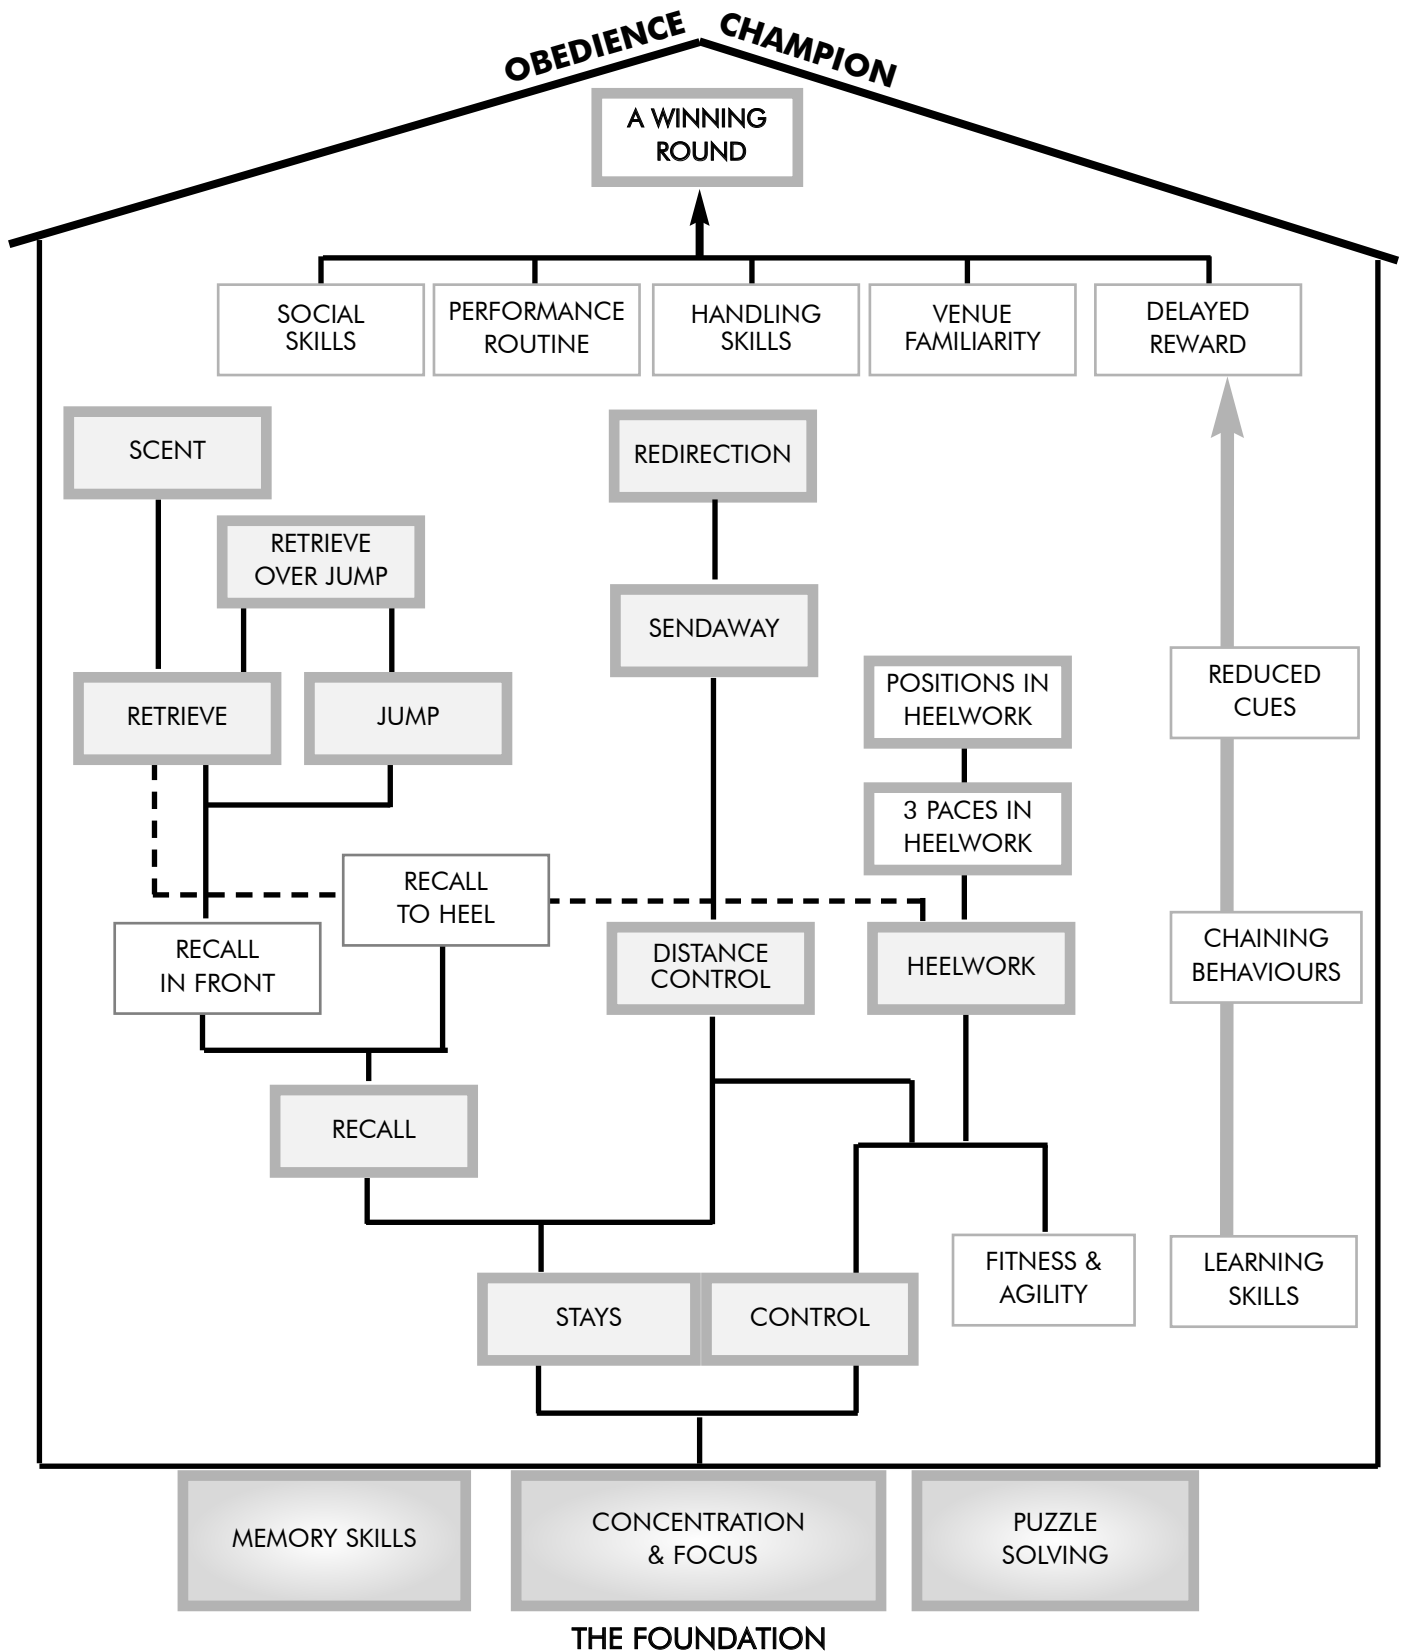 OBEDIENCE CHAMPION
A WINNING
ROUND
SOCIAL
SKILLS
PERFORMANCE
ROUTINE
HANDLING
SKILLS
VENUE
FAMILIARITY
DELAYED
REWARD
SCENT
REDIRECTION
RETRIEVE
OVER JUMP
SENDAWAY
RETRIEVE
JUMP
POSITIONS IN
HEELWORK
REDUCED
CUES
3 PACES IN
HEELWORK
RECALL
TO HEEL
RECALL
IN FRONT
DISTANCE
CONTROL
HEELWORK
CHAINING
BEHAVIOURS
RECALL
STAYS
CONTROL
FITNESS &
AGILITY
LEARNING
SKILLS
MEMORY SKILLS
CONCENTRATION
& FOCUS
PUZZLE
SOLVING
THE FOUNDATION